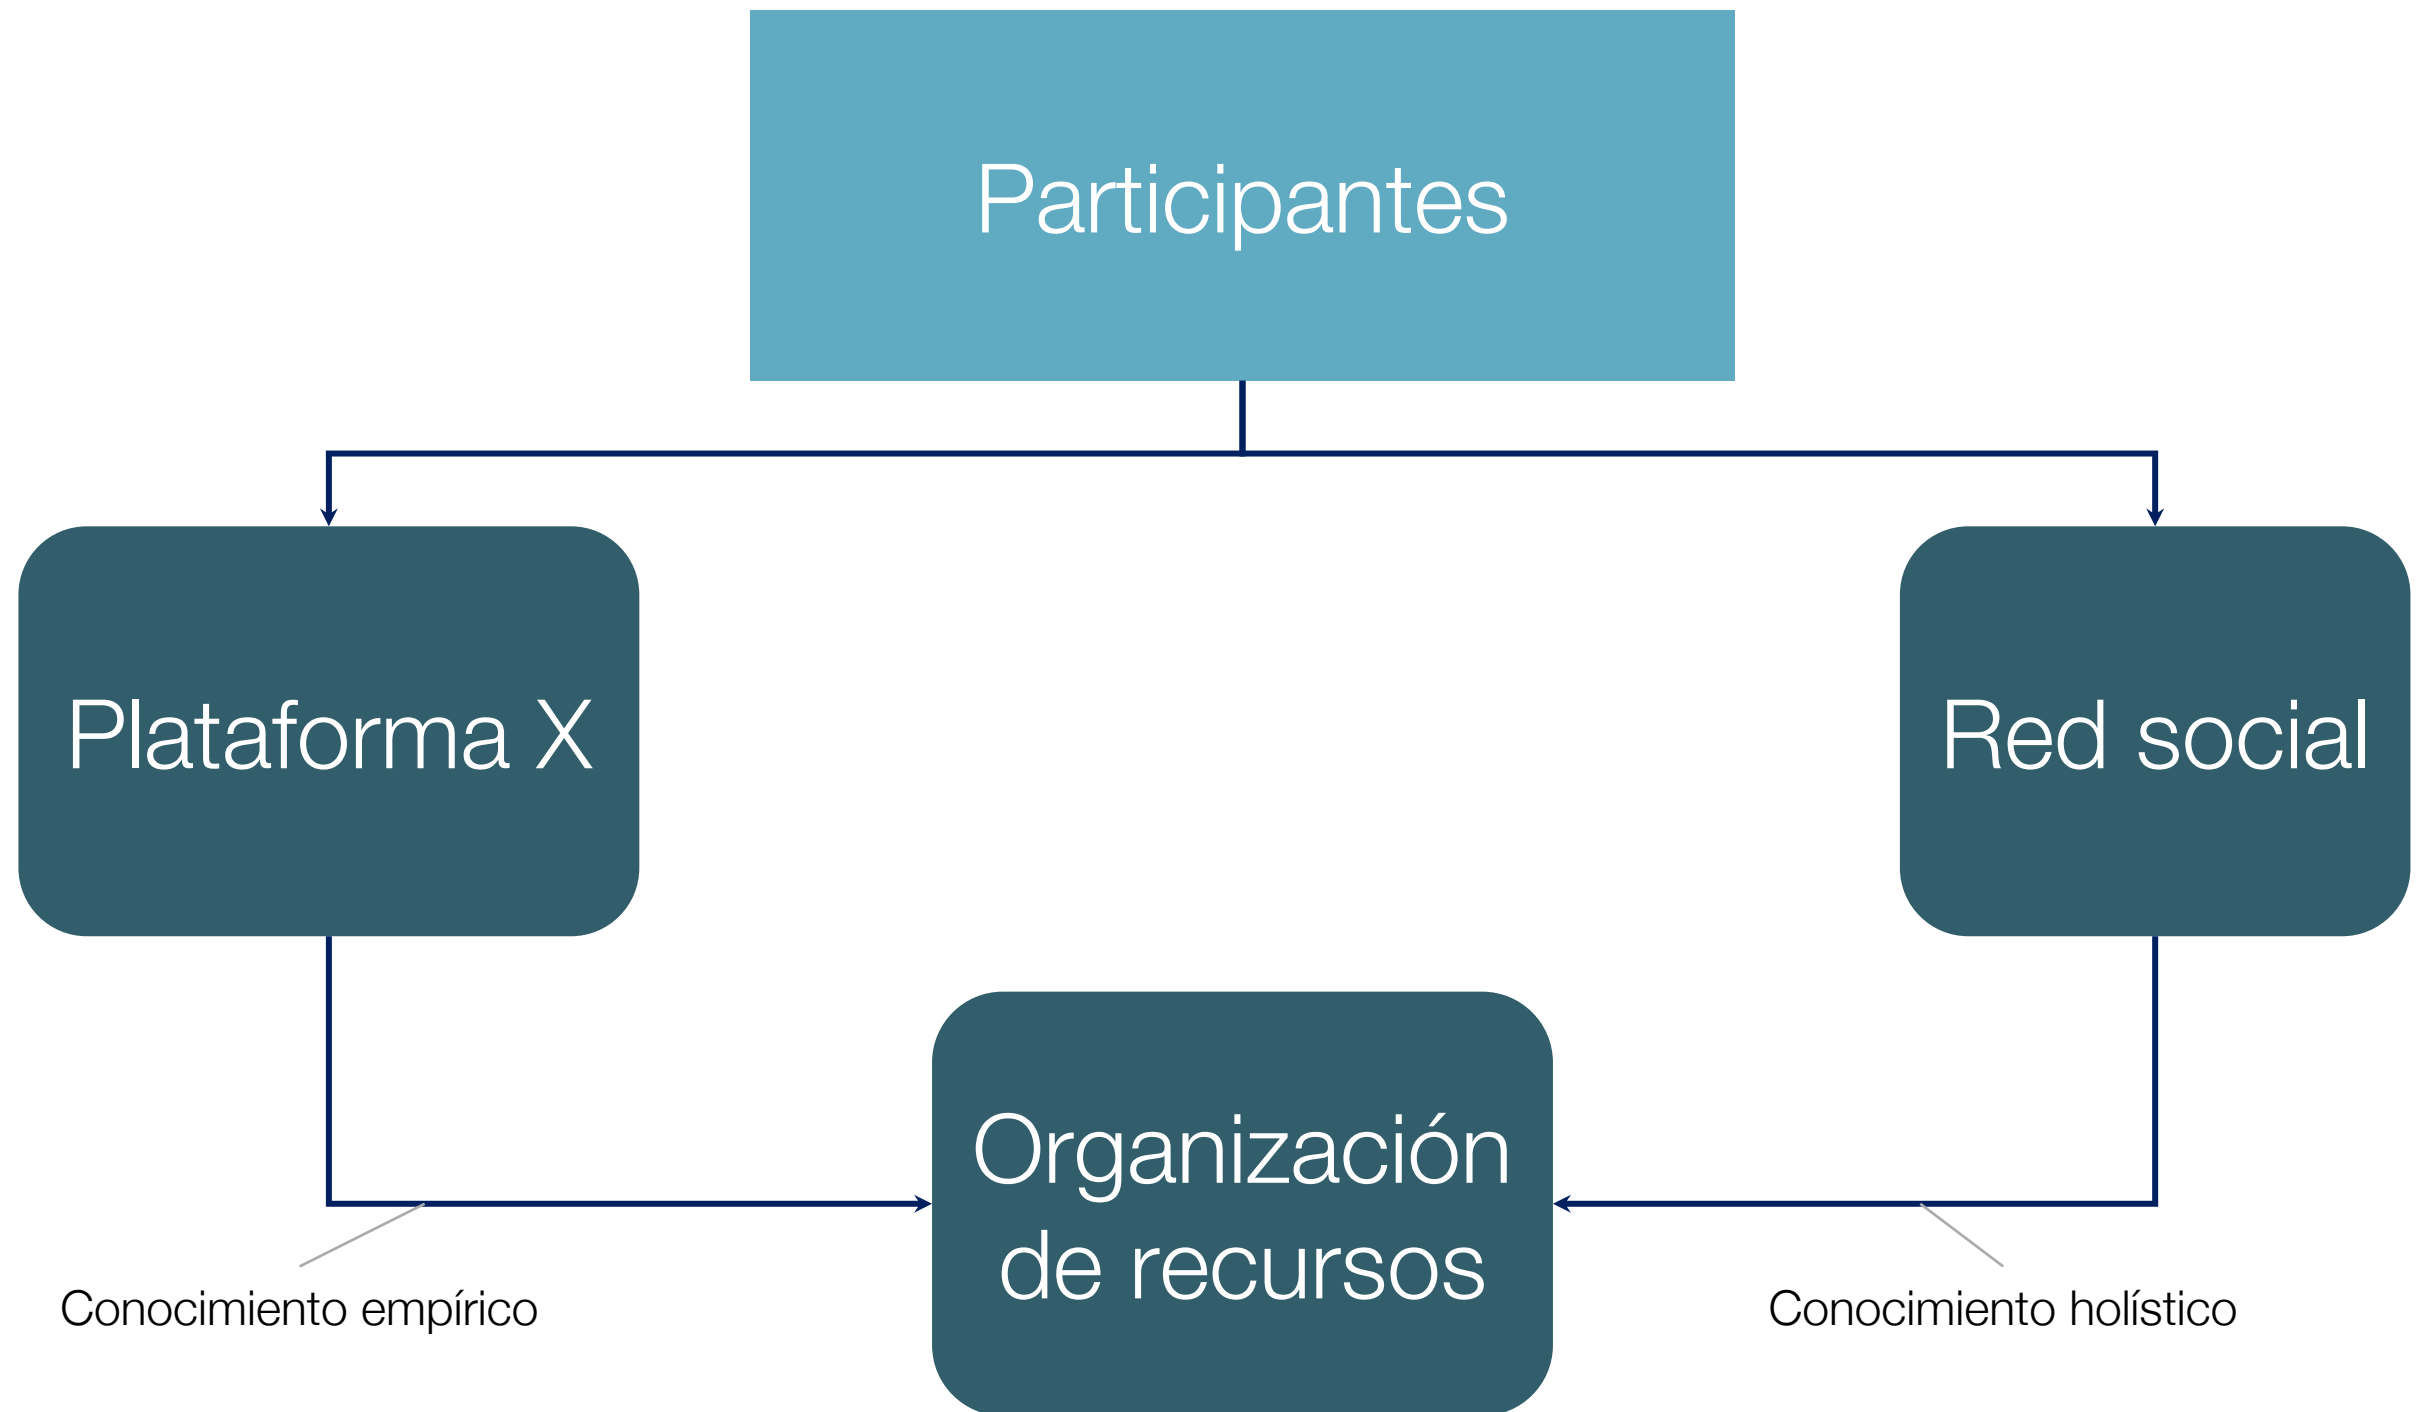 Participantes
Plataforma X
Red social
Organización
de recursos
Conocimiento empírico
Conocimiento holístico